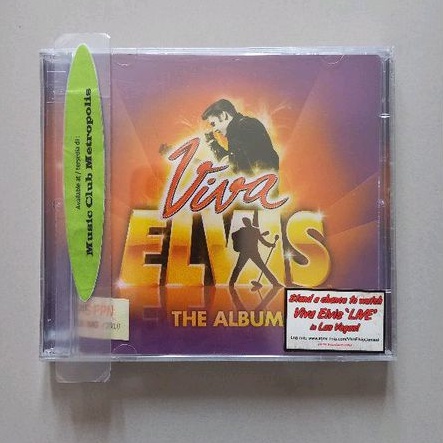 Available at / tersedia di :
Music Club Metropolis
Viva
ELVIS
THE ALBUM
PPN
Stand a chance to watch
Viva Elvis 'LIVE'
in Las Vegas!